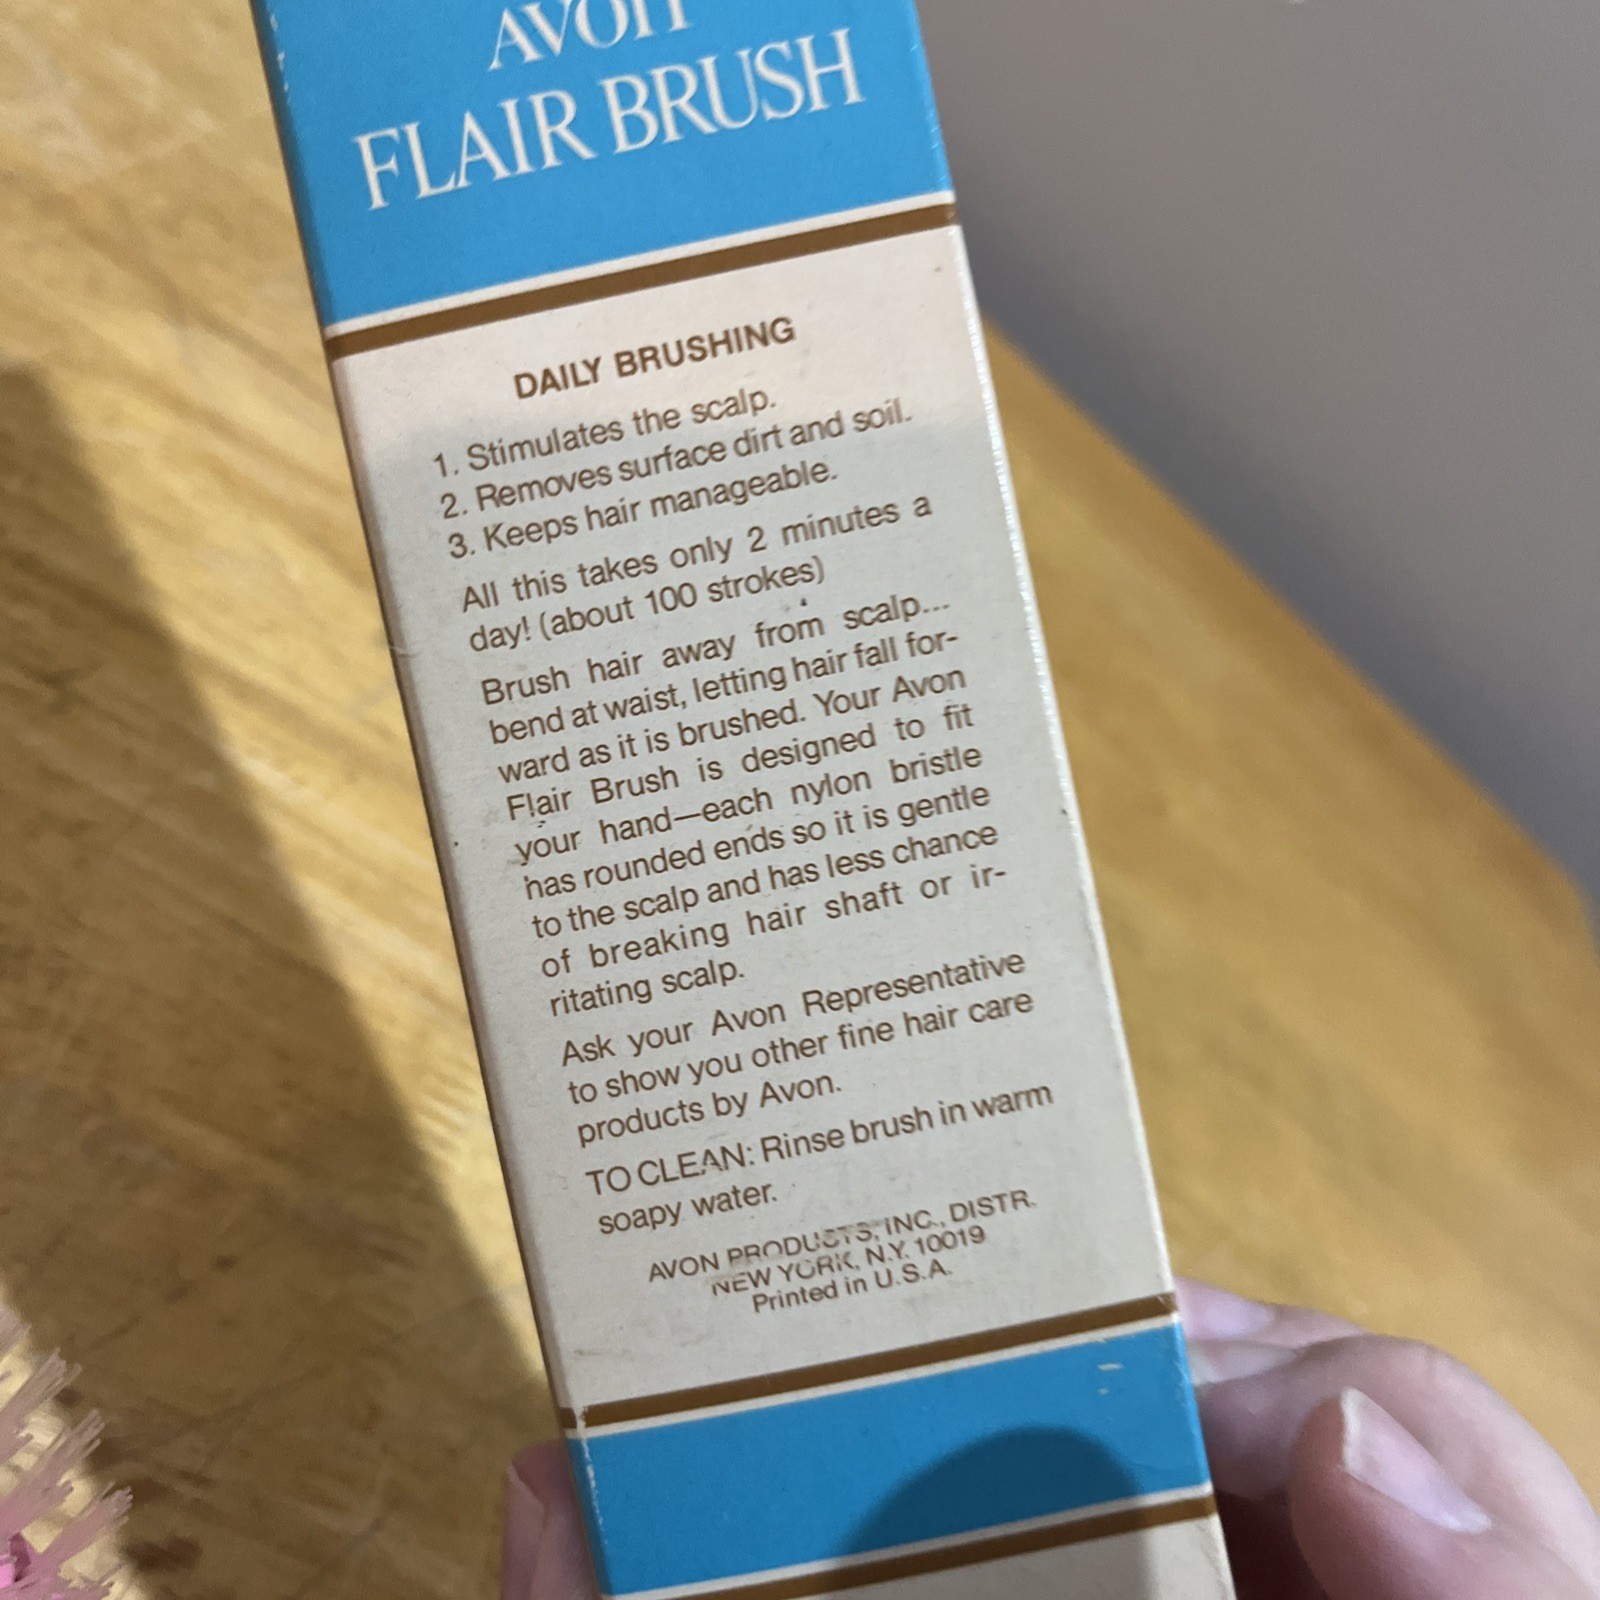 AVON
FLAIR BRUSH
DAILY BRUSHING
1. Stimulates the scalp.
2. Removes surface dirt and soil.
3. Keeps hair manageable.
All this takes only 2 minutes a
day! (about 100 strokes)
Brush hair away from scalp...
bend at waist, letting hair fall for-
ward as it is brushed. Your Avon
Flair Brush is designed to fit
your hand—each nylon bristle
has rounded ends so it is gentle
to the scalp and has less chance
of breaking hair shaft or ir-
ritating scalp.
Ask your Avon Representative
to show you other fine hair care
products by Avon.
TO CLEAN: Rinse brush in warm
soapy water.
AVON PRODUCTS, INC., DISTR.
NEW YORK, N.Y. 10019
Printed in U.S.A.